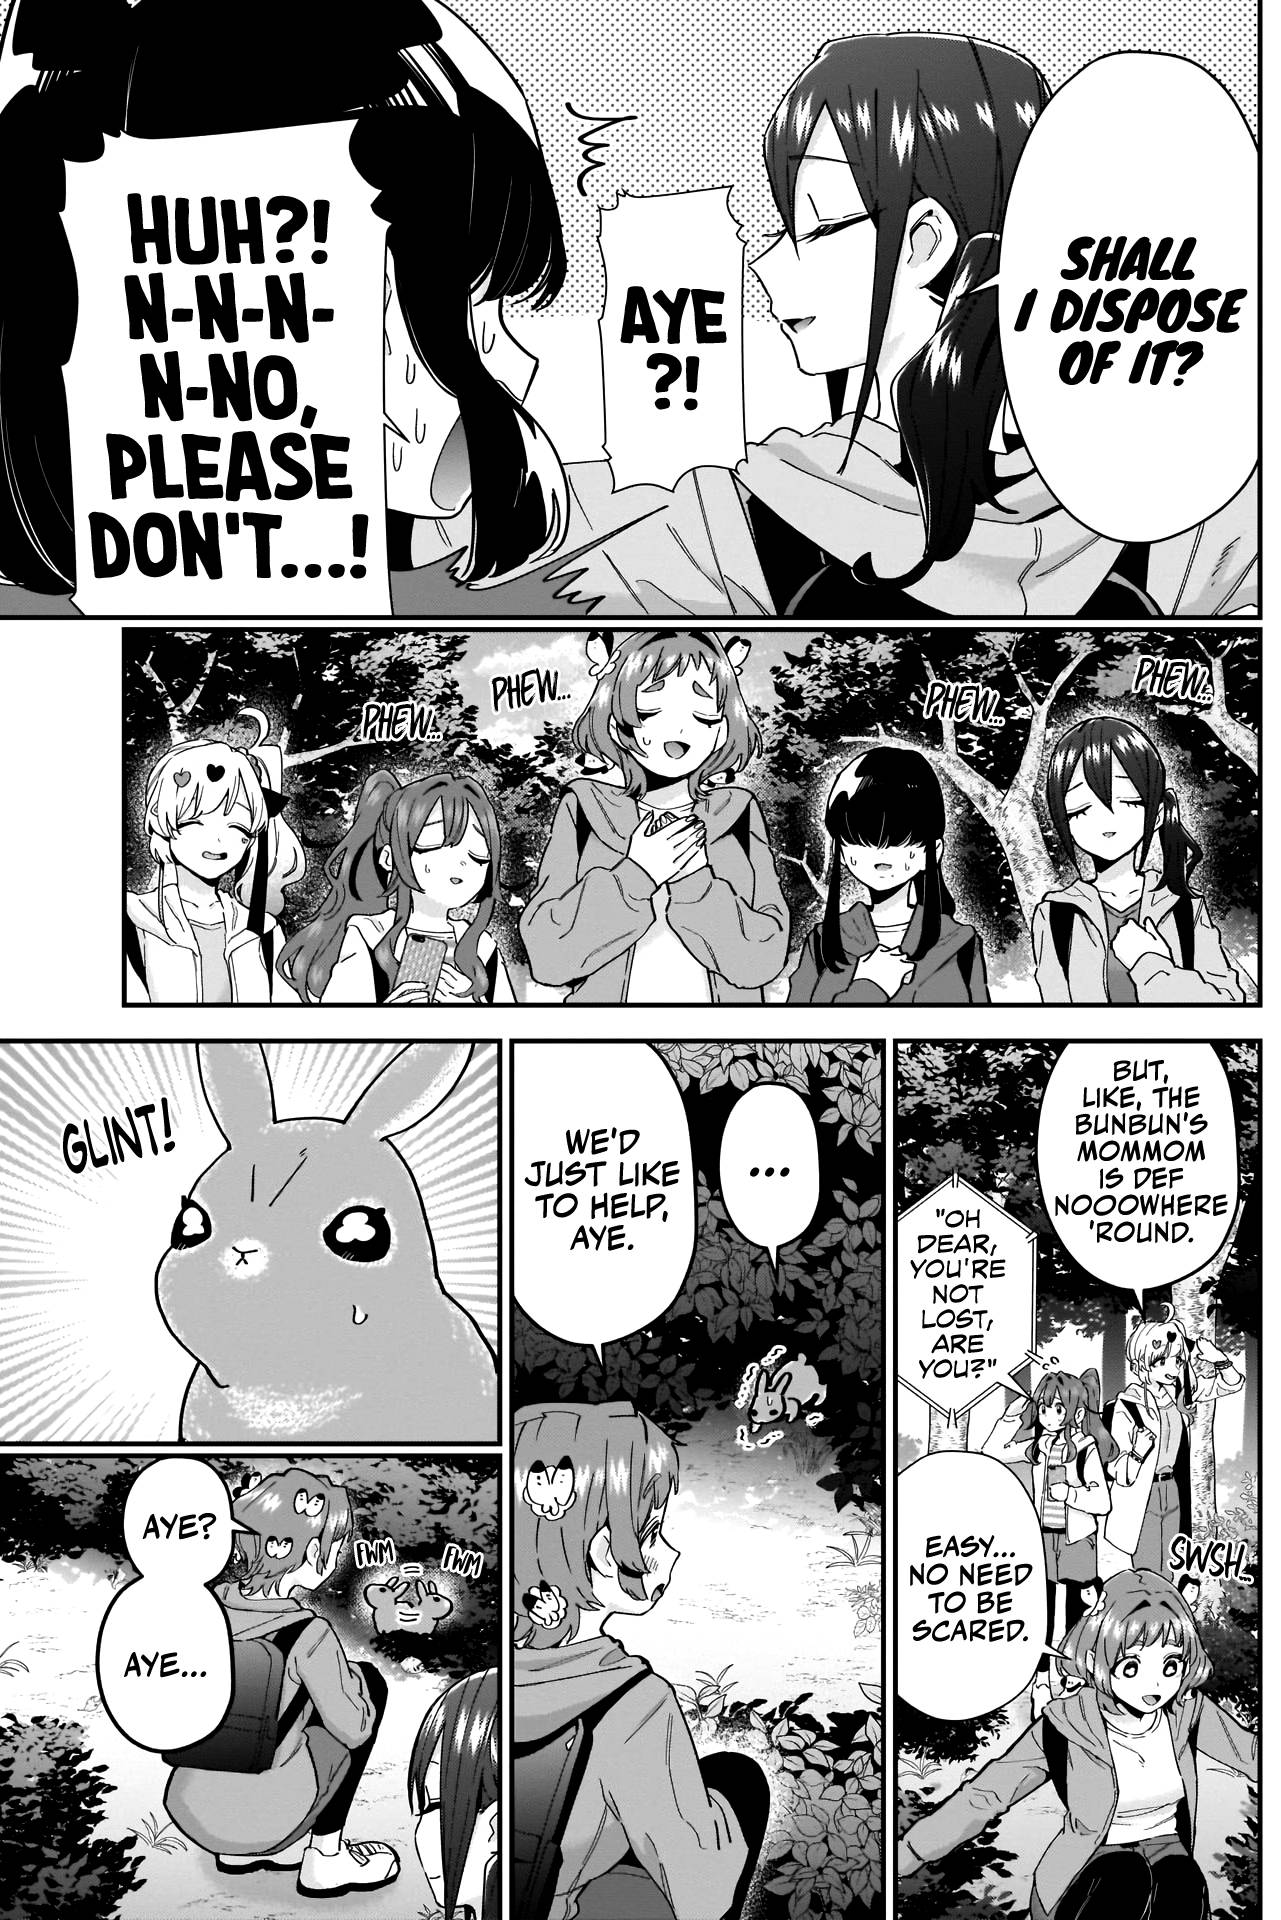 SHALL
I DISPOSE
OF IT?
AYE
?!
HUH?!
N-N-N-
N-NO,
PLEASE
DON'T...!
PHEW...
PHEW...
PHEW...
PHEW...
BUT,
LIKE, THE
BUNBUN'S
MOMMOM
IS DEF
NOOOWHERE
'ROUND.
"OH
DEAR,
YOU'RE
NOT
LOST,
ARE
YOU?"
SWSH...
EASY...
NO NEED
TO BE
SCARED.
...
WE'D
JUST LIKE
TO HELP,
AYE.
GLINT!
AYE?
FWM
FWM
AYE...